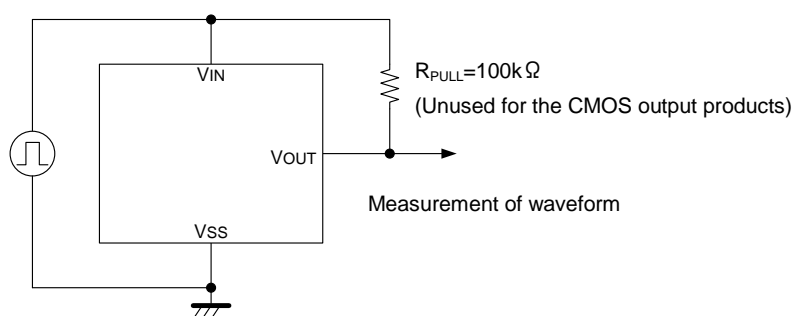 VIN
RPULL=100kΩ
(Unused for the CMOS output products)
VOUT
Measurement of waveform
VSS